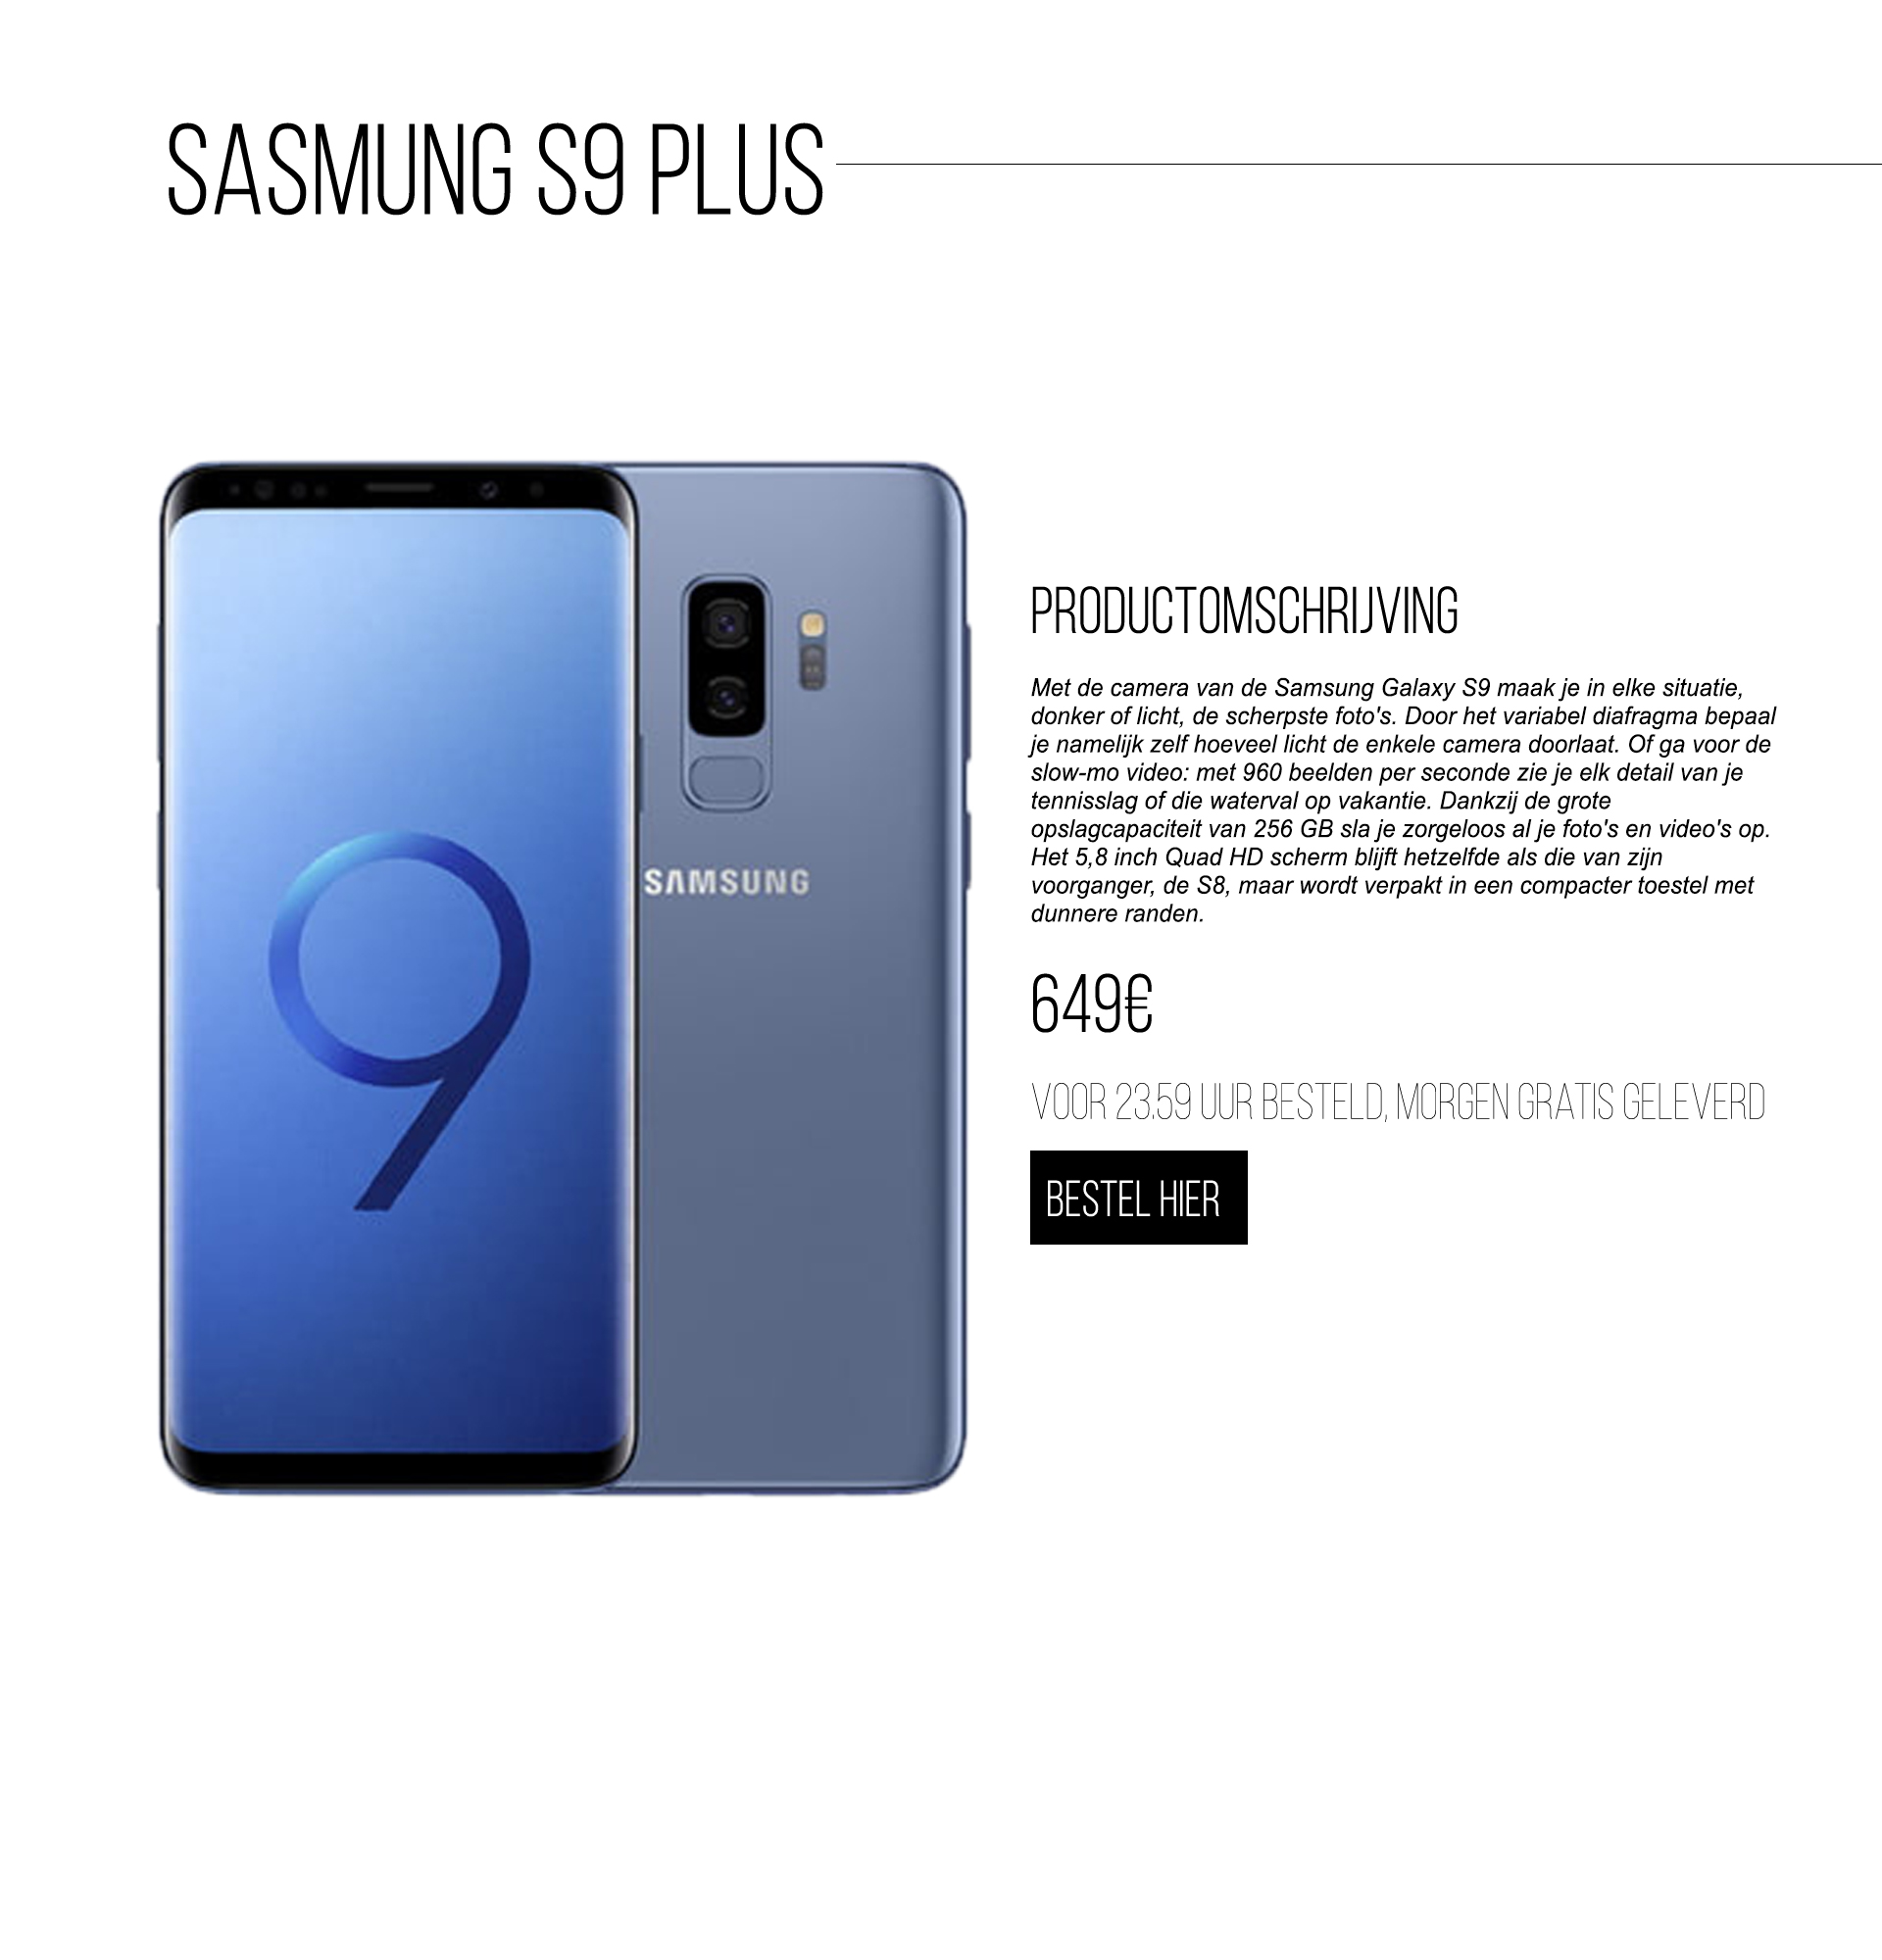 SASMUNG S9 PLUS
SAMSUNG
9
PRODUCTOMSCHRIJVING
Met de camera van de Samsung Galaxy S9 maak je in elke situatie,
donker of licht, de scherpste foto's. Door het variabel diafragma bepaal
je namelijk zelf hoeveel licht de enkele camera doorlaat. Of ga voor de
slow-mo video: met 960 beelden per seconde zie je elk detail van je
tennisslag of die waterval op vakantie. Dankzij de grote
opslagcapaciteit van 256 GB sla je zorgeloos al je foto's en video's op.
Het 5,8 inch Quad HD scherm blijft hetzelfde als die van zijn
voorganger, de S8, maar wordt verpakt in een compacter toestel met
dunnere randen.
649€
VOOR 23.59 UUR BESTELD, MORGEN GRATIS GELEVERD
BESTEL HIER